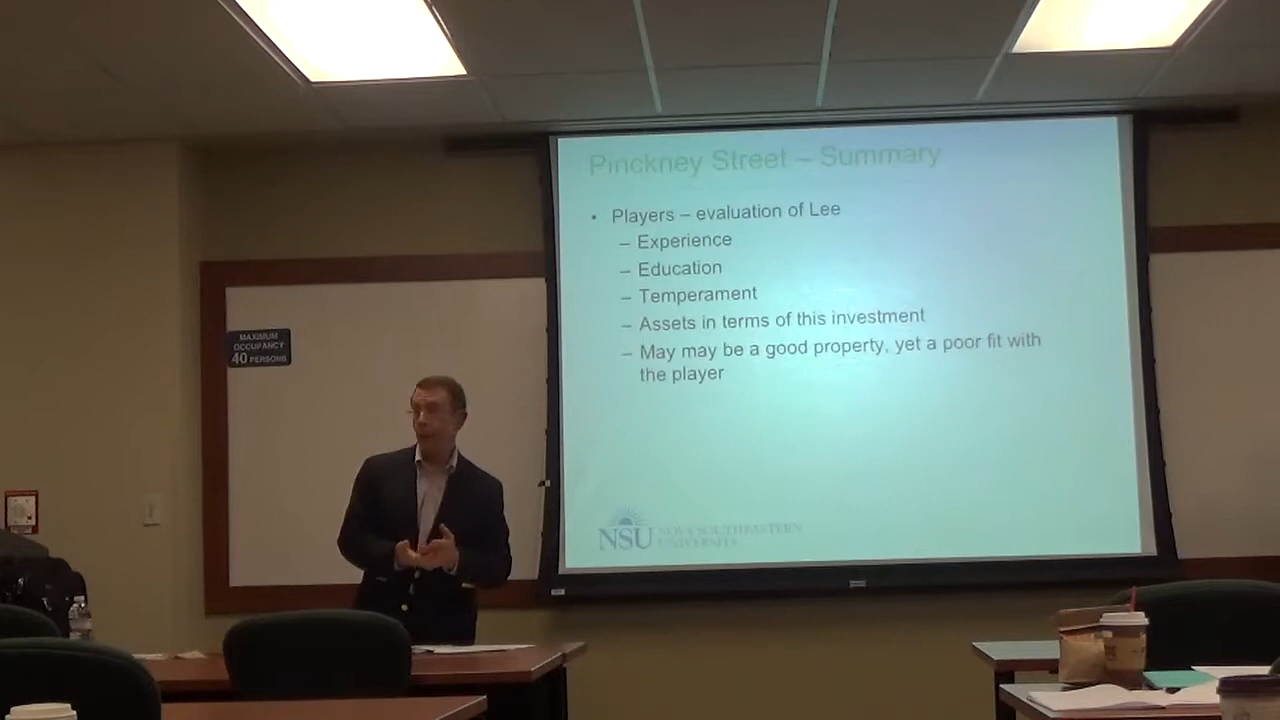 Pinckney Street – Summary
• Players – evaluation of Lee
– Experience
– Education
– Temperament
– Assets in terms of this investment
– May may be a good property, yet a poor fit with
the player
NSU NOVA SOUTHEASTERN
UNIVERSITY
MAXIMUM
OCCUPANCY
40 PERSONS